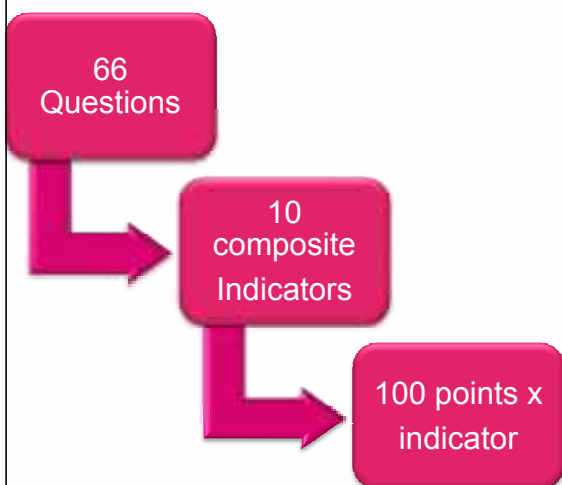 66
Questions
10
composite
Indicators
100 points x
indicator